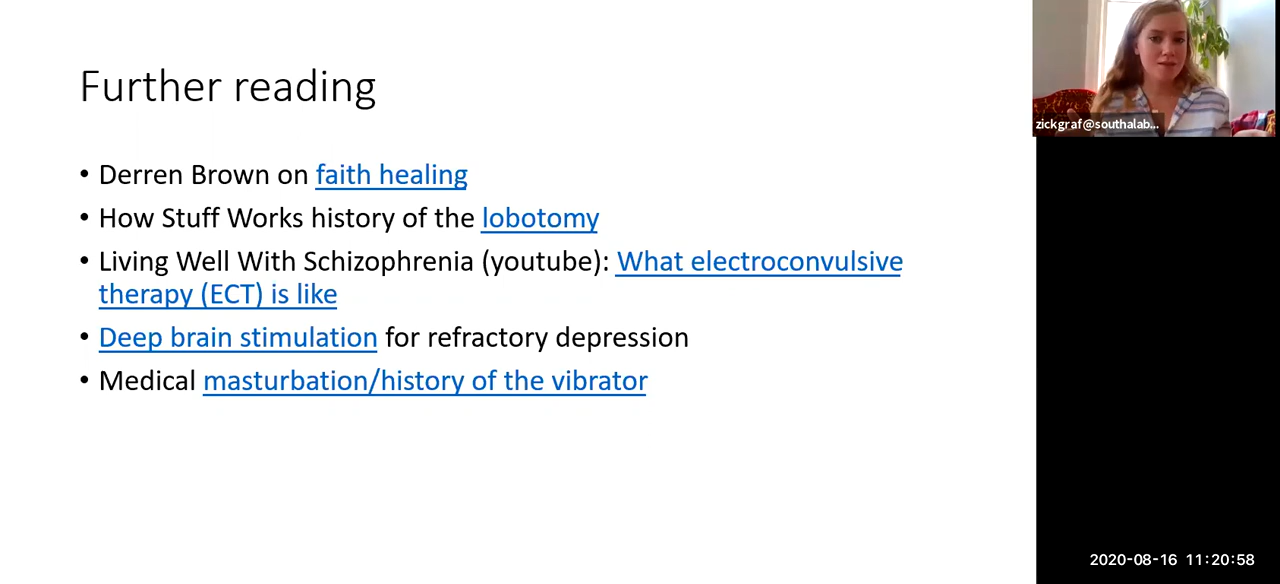 Further reading
• Derren Brown on faith healing
• How Stuff Works history of the lobotomy
• Living Well With Schizophrenia (youtube): What electroconvulsive
therapy (ECT) is like
• Deep brain stimulation for refractory depression
• Medical masturbation/history of the vibrator
zickgraf@southalab...
2020-08-16 11:20:58